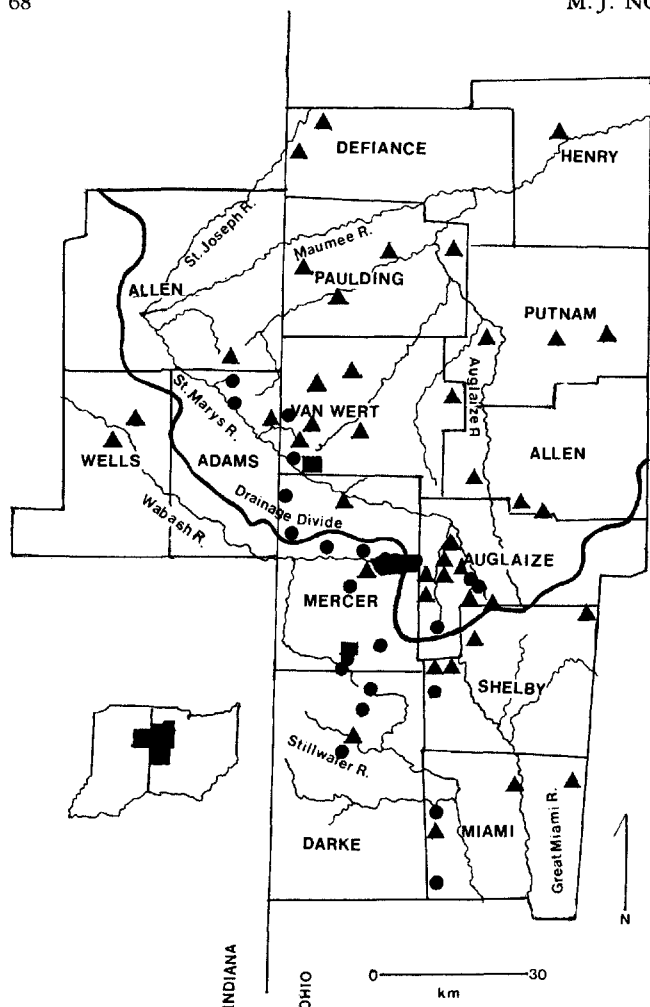 68
M. J. NO
DEFIANCE
HENRY
St. Joseph R.
Maumee R.
PAULDING
ALLEN
PUTNAM
Auglaize R
St. Marys R.
VAN WERT
WELLS
ADAMS
ALLEN
Drainage Divide
Wabash R.
AUGLAIZE
MERCER
SHELBY
Stillwater R.
DARKE
MIAMI
Great Miami R.
N
INDIANA
OHIO
0 30
km